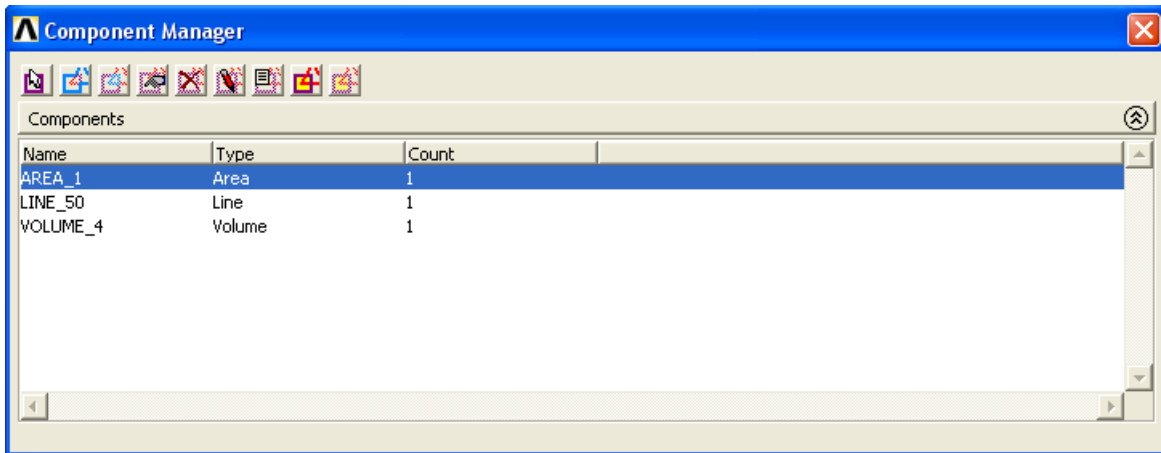 Component Manager
Components
Name Type Count
AREA_1 Area 1
LINE_50 Line 1
VOLUME_4 Volume 1